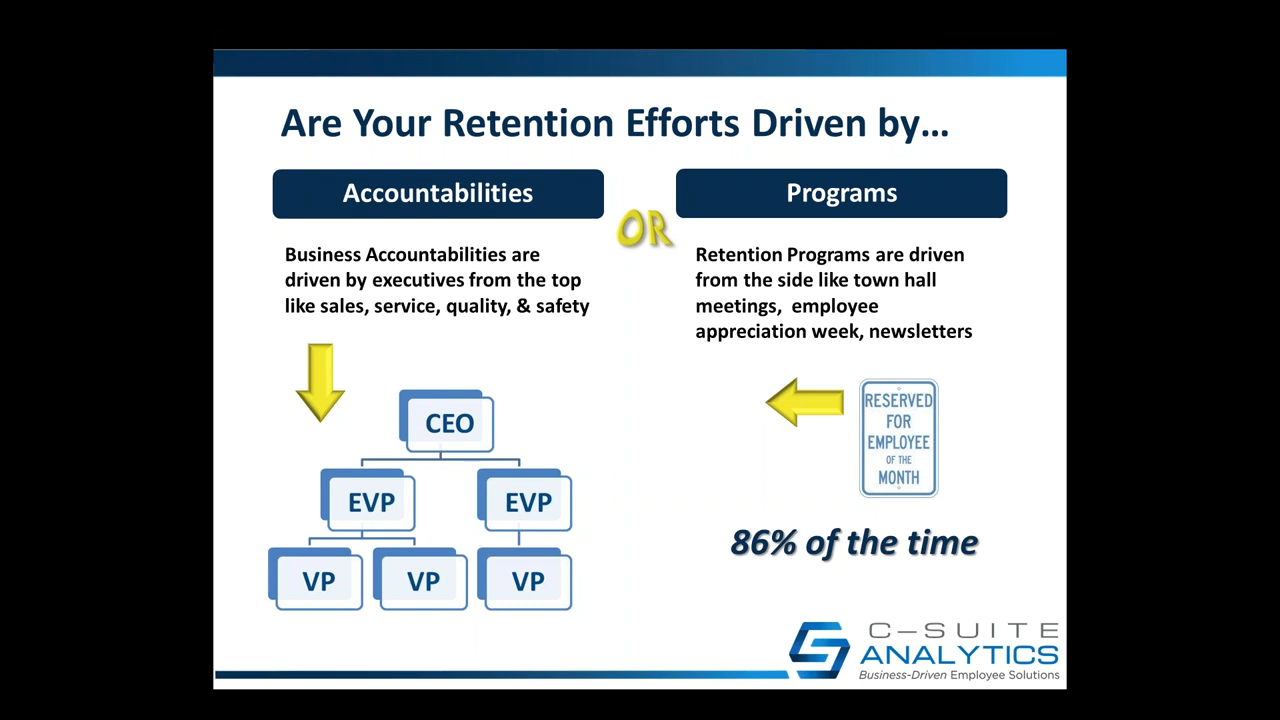 Are Your Retention Efforts Driven by...
Accountabilities
OR
Programs
Business Accountabilities are
driven by executives from the top
like sales, service, quality, & safety
Retention Programs are driven
from the side like town hall
meetings, employee
appreciation week, newsletters
CEO
EVP
EVP
VP
VP
VP
RESERVED
FOR
EMPLOYEE
OF THE
MONTH
86% of the time
C–SUITE
ANALYTICS
Business-Driven Employee Solutions